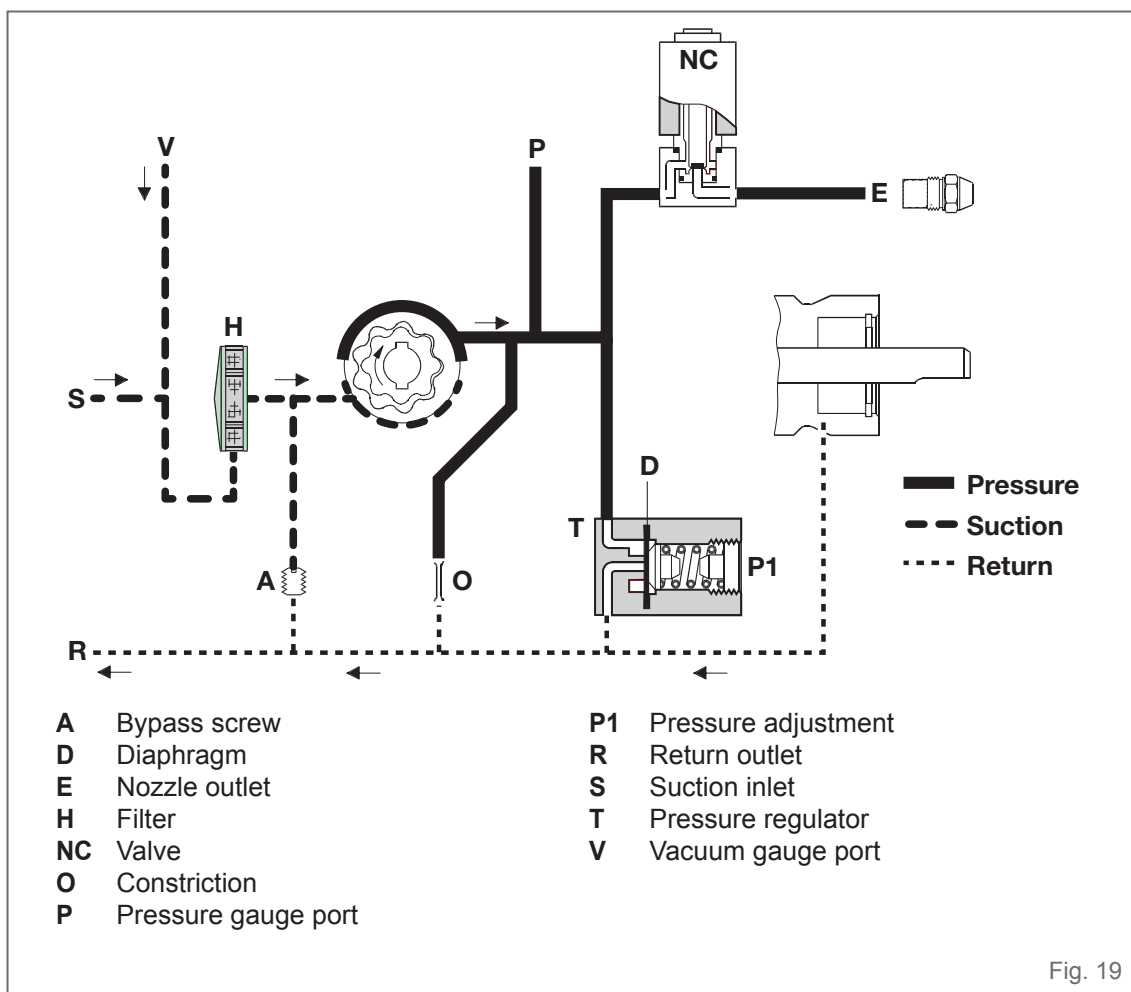 NC
V
P
E
H
S
D
Pressure
T
Suction
P1
A
O
Return
R
A Bypass screw
D Diaphragm
E Nozzle outlet
H Filter
NC Valve
O Constriction
P Pressure gauge port
P1 Pressure adjustment
R Return outlet
S Suction inlet
T Pressure regulator
V Vacuum gauge port
Fig. 19